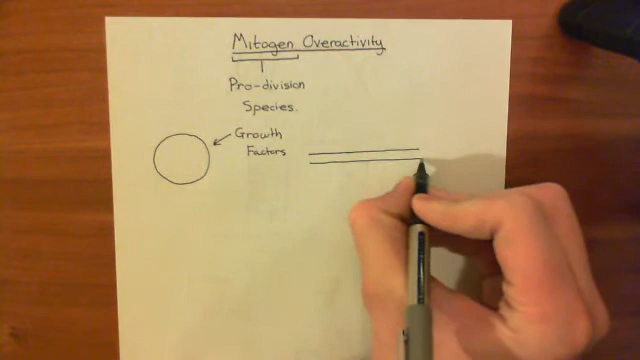 Mitogen Overactivity
Pro-division
Species.
Growth
Factors